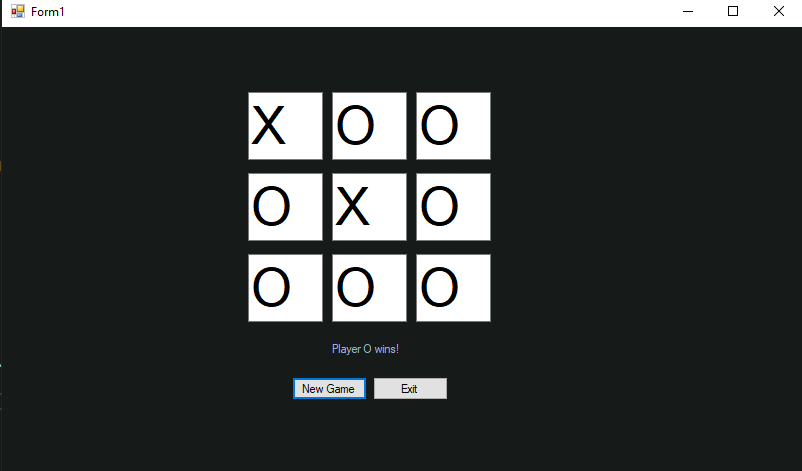 Form1
X O O
O X O
O O O
Player O wins!
New Game Exit